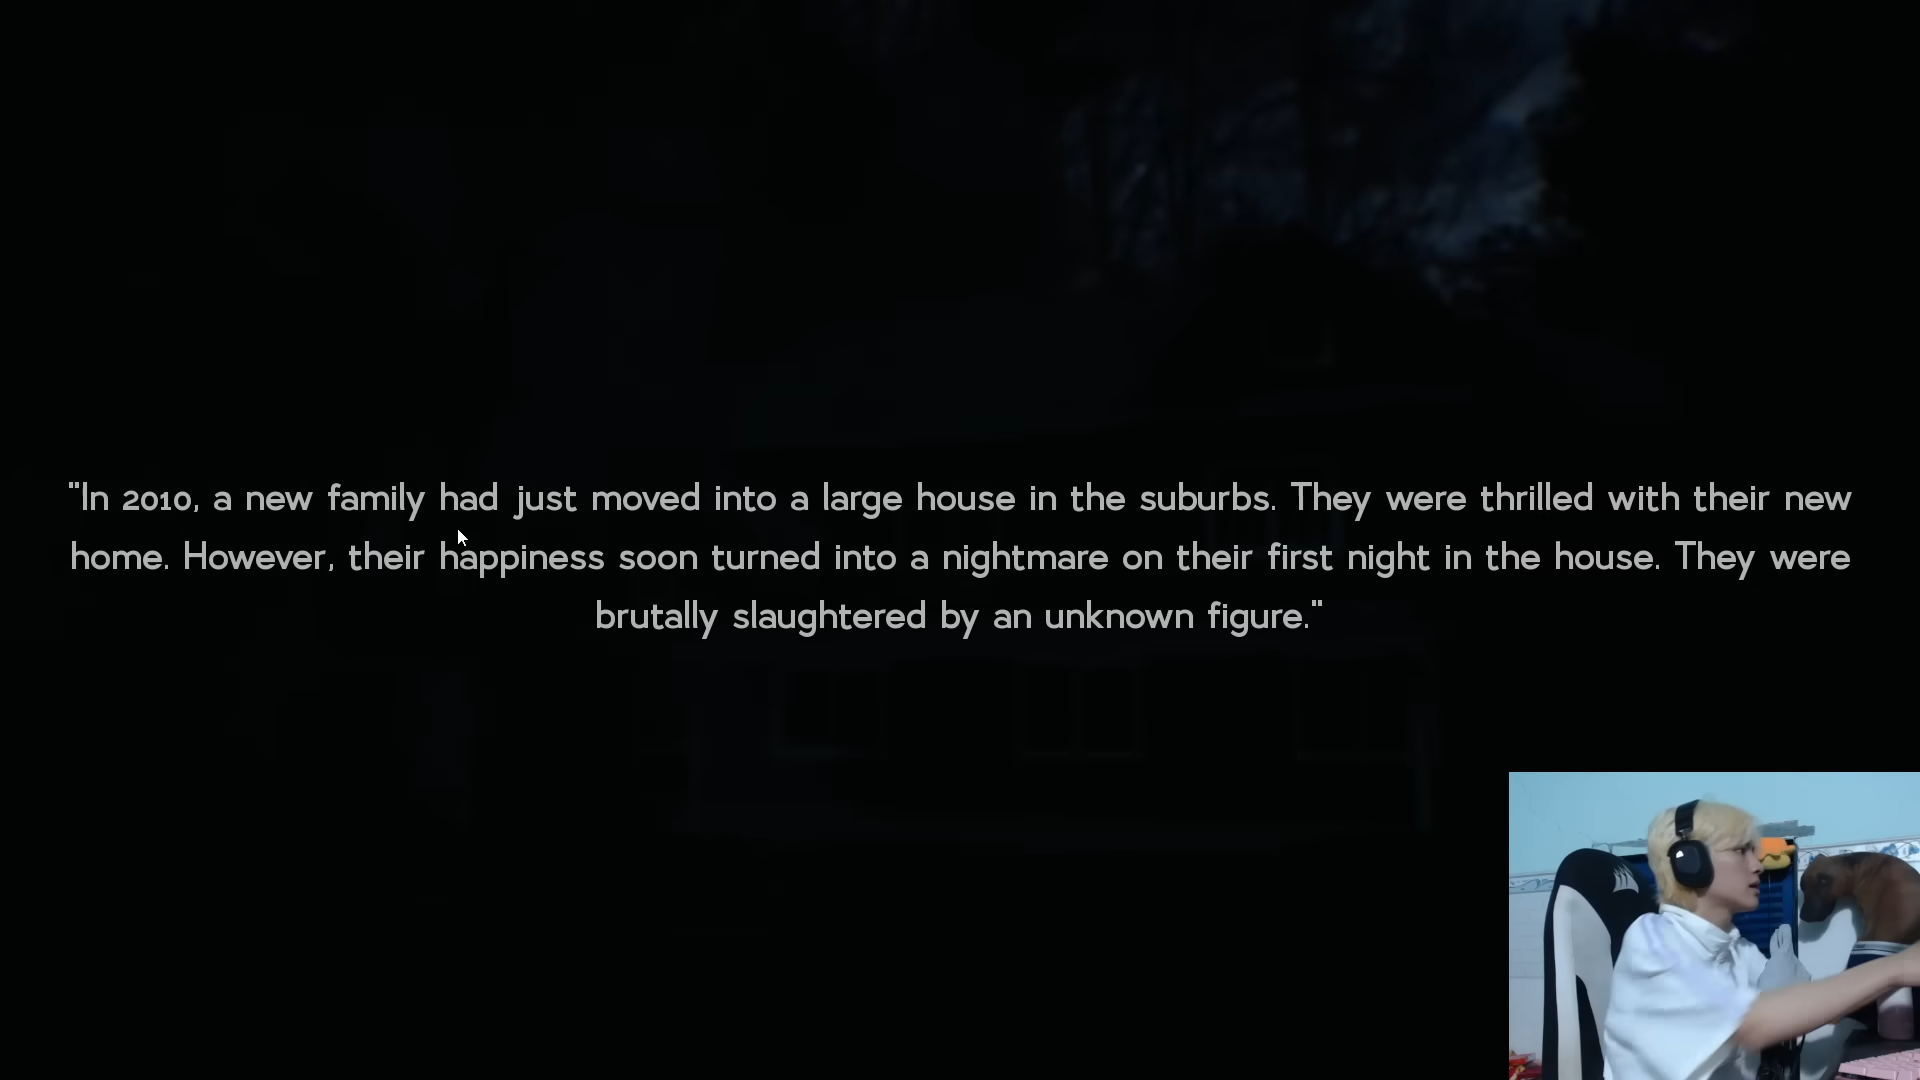 "In 2010, a new family had just moved into a large house in the suburbs. They were thrilled with their new
home. However, their happiness soon turned into a nightmare on their first night in the house. They were
brutally slaughtered by an unknown figure."